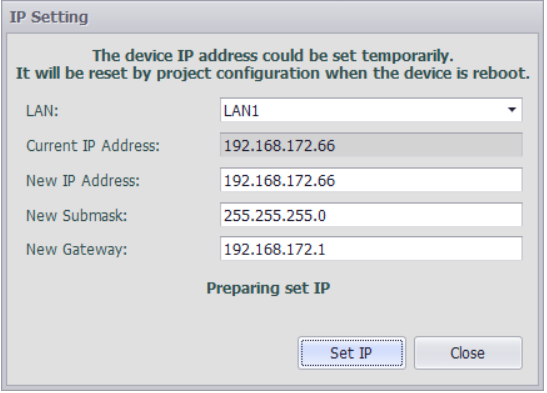 IP Setting
The device IP address could be set temporarily.
It will be reset by project configuration when the device is reboot.
LAN: LAN1
Current IP Address: 192.168.172.66
New IP Address: 192.168.172.66
New Submask: 255.255.255.0
New Gateway: 192.168.172.1
Preparing set IP
Set IP Close